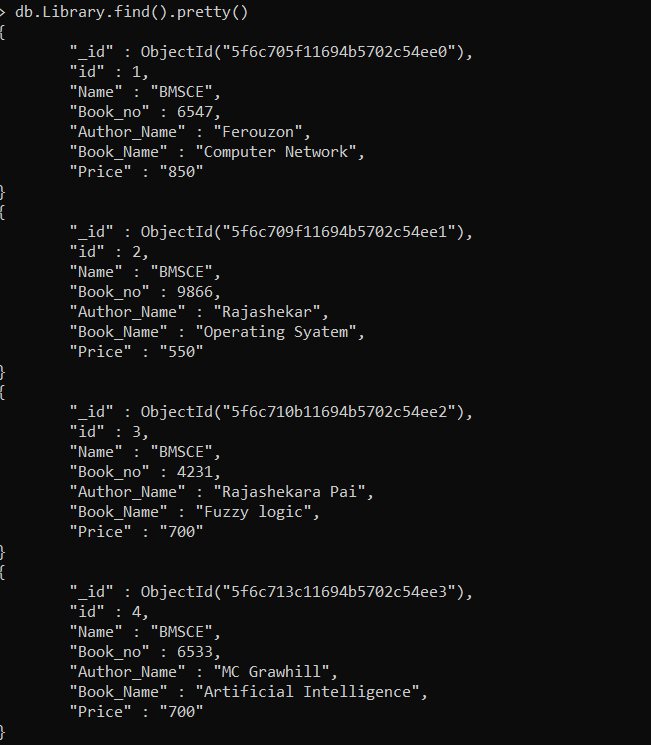 > db.Library.find().pretty()
{
"_id" : ObjectId("5f6c705f11694b5702c54ee0"),
"id" : 1,
"Name" : "BMSCE",
"Book_no" : 6547,
"Author_Name" : "Ferouzon",
"Book_Name" : "Computer Network",
"Price" : "850"
}
{
"_id" : ObjectId("5f6c709f11694b5702c54ee1"),
"id" : 2,
"Name" : "BMSCE",
"Book_no" : 9866,
"Author_Name" : "Rajashekar",
"Book_Name" : "Operating Syatem",
"Price" : "550"
}
{
"_id" : ObjectId("5f6c710b11694b5702c54ee2"),
"id" : 3,
"Name" : "BMSCE",
"Book_no" : 4231,
"Author_Name" : "Rajashekara Pai",
"Book_Name" : "Fuzzy logic",
"Price" : "700"
}
{
"_id" : ObjectId("5f6c713c11694b5702c54ee3"),
"id" : 4,
"Name" : "BMSCE",
"Book_no" : 6533,
"Author_Name" : "MC Grawhill",
"Book_Name" : "Artificial Intelligence",
"Price" : "700"
}